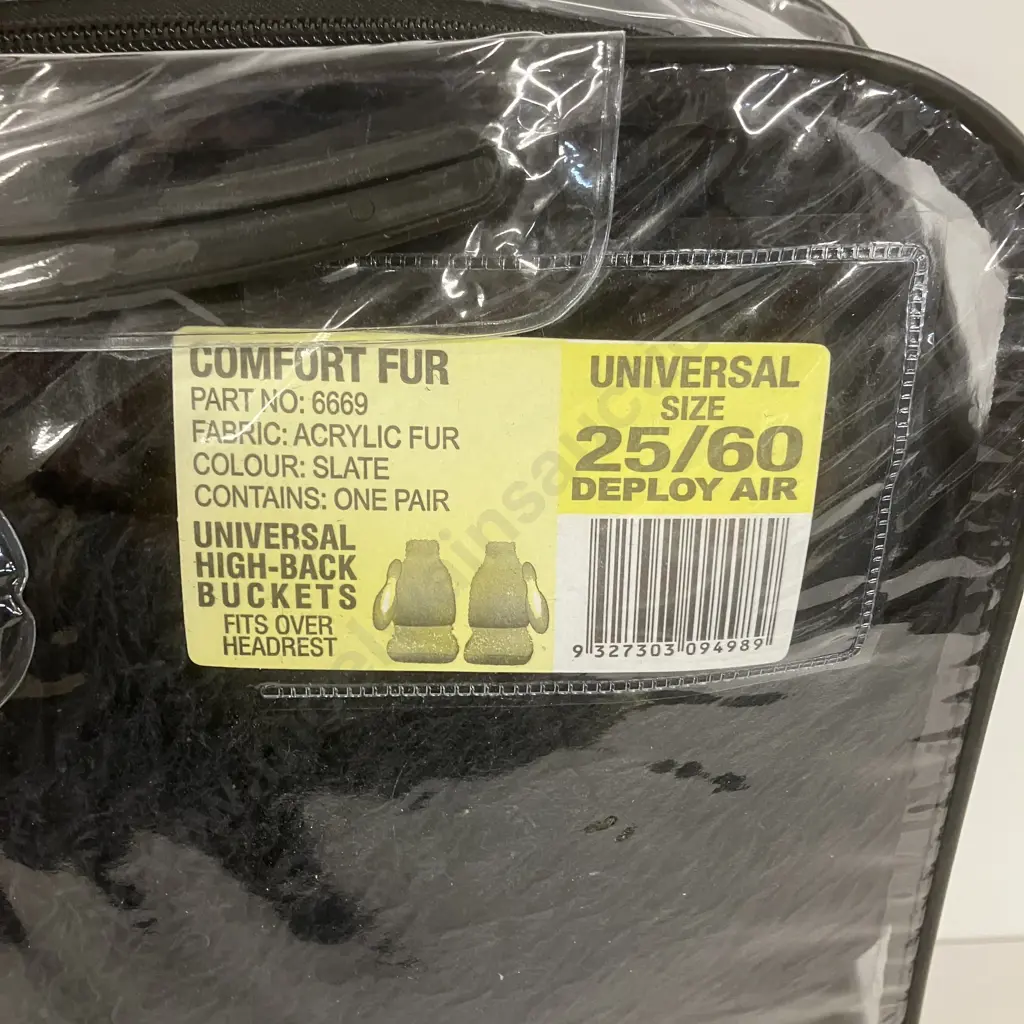 COMFORT FUR
PART NO: 6669
FABRIC: ACRYLIC FUR
COLOUR: SLATE
CONTAINS: ONE PAIR
UNIVERSAL
HIGH-BACK
BUCKETS
FITS OVER
HEADREST
UNIVERSAL
SIZE
25/60
DEPLOY AIR
9 327303 094989